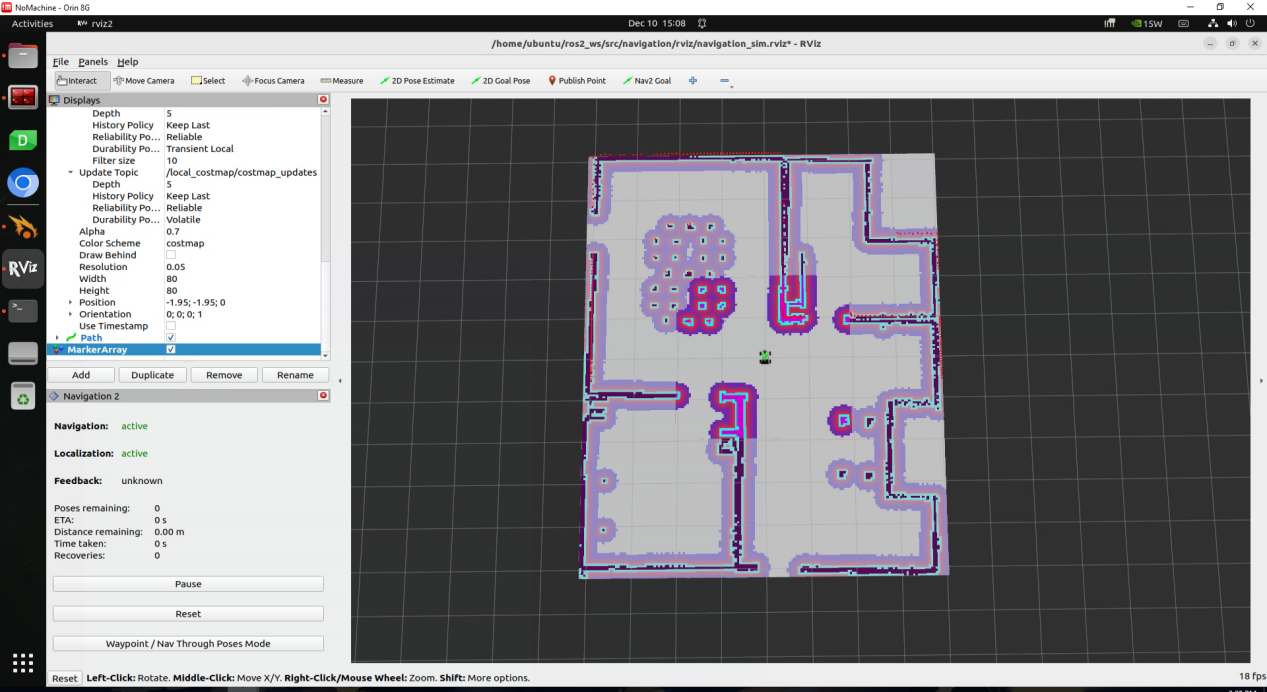 NoMachine - Orin 8G
Activities rviz2 Dec 10 15:08 15W
/home/ubuntu/ros2_ws/src/navigation/rviz/navigation_sim.rviz* - RViz
File Panels Help
Interact Move Camera Select Focus Camera Measure 2D Pose Estimate 2D Goal Pose Publish Point Nav2 Goal
Displays
Depth 5
History Policy Keep Last
Reliability Po... Reliable
Durability Po... Transient Local
Filter size 10
Update Topic /local_costmap/costmap_updates
Depth 5
History Policy Keep Last
Reliability Po... Reliable
Durability Po... Volatile
Alpha 0.7
Color Scheme costmap
Draw Behind
Resolution 0.05
Width 80
Height 80
Position -1.95; -1.95; 0
Orientation 0; 0; 0; 1
Use Timestamp
Path
MarkerArray
Add Duplicate Remove Rename
Navigation 2
Navigation: active
Localization: active
Feedback: unknown
Poses remaining: 0
ETA: 0 s
Distance remaining: 0.00 m
Time taken: 0 s
Recoveries: 0
Pause
Reset
Waypoint / Nav Through Poses Mode
Reset Left-Click: Rotate. Middle-Click: Move X/Y. Right-Click/Mouse Wheel: Zoom. Shift: More options. 18 fps
D
RViz